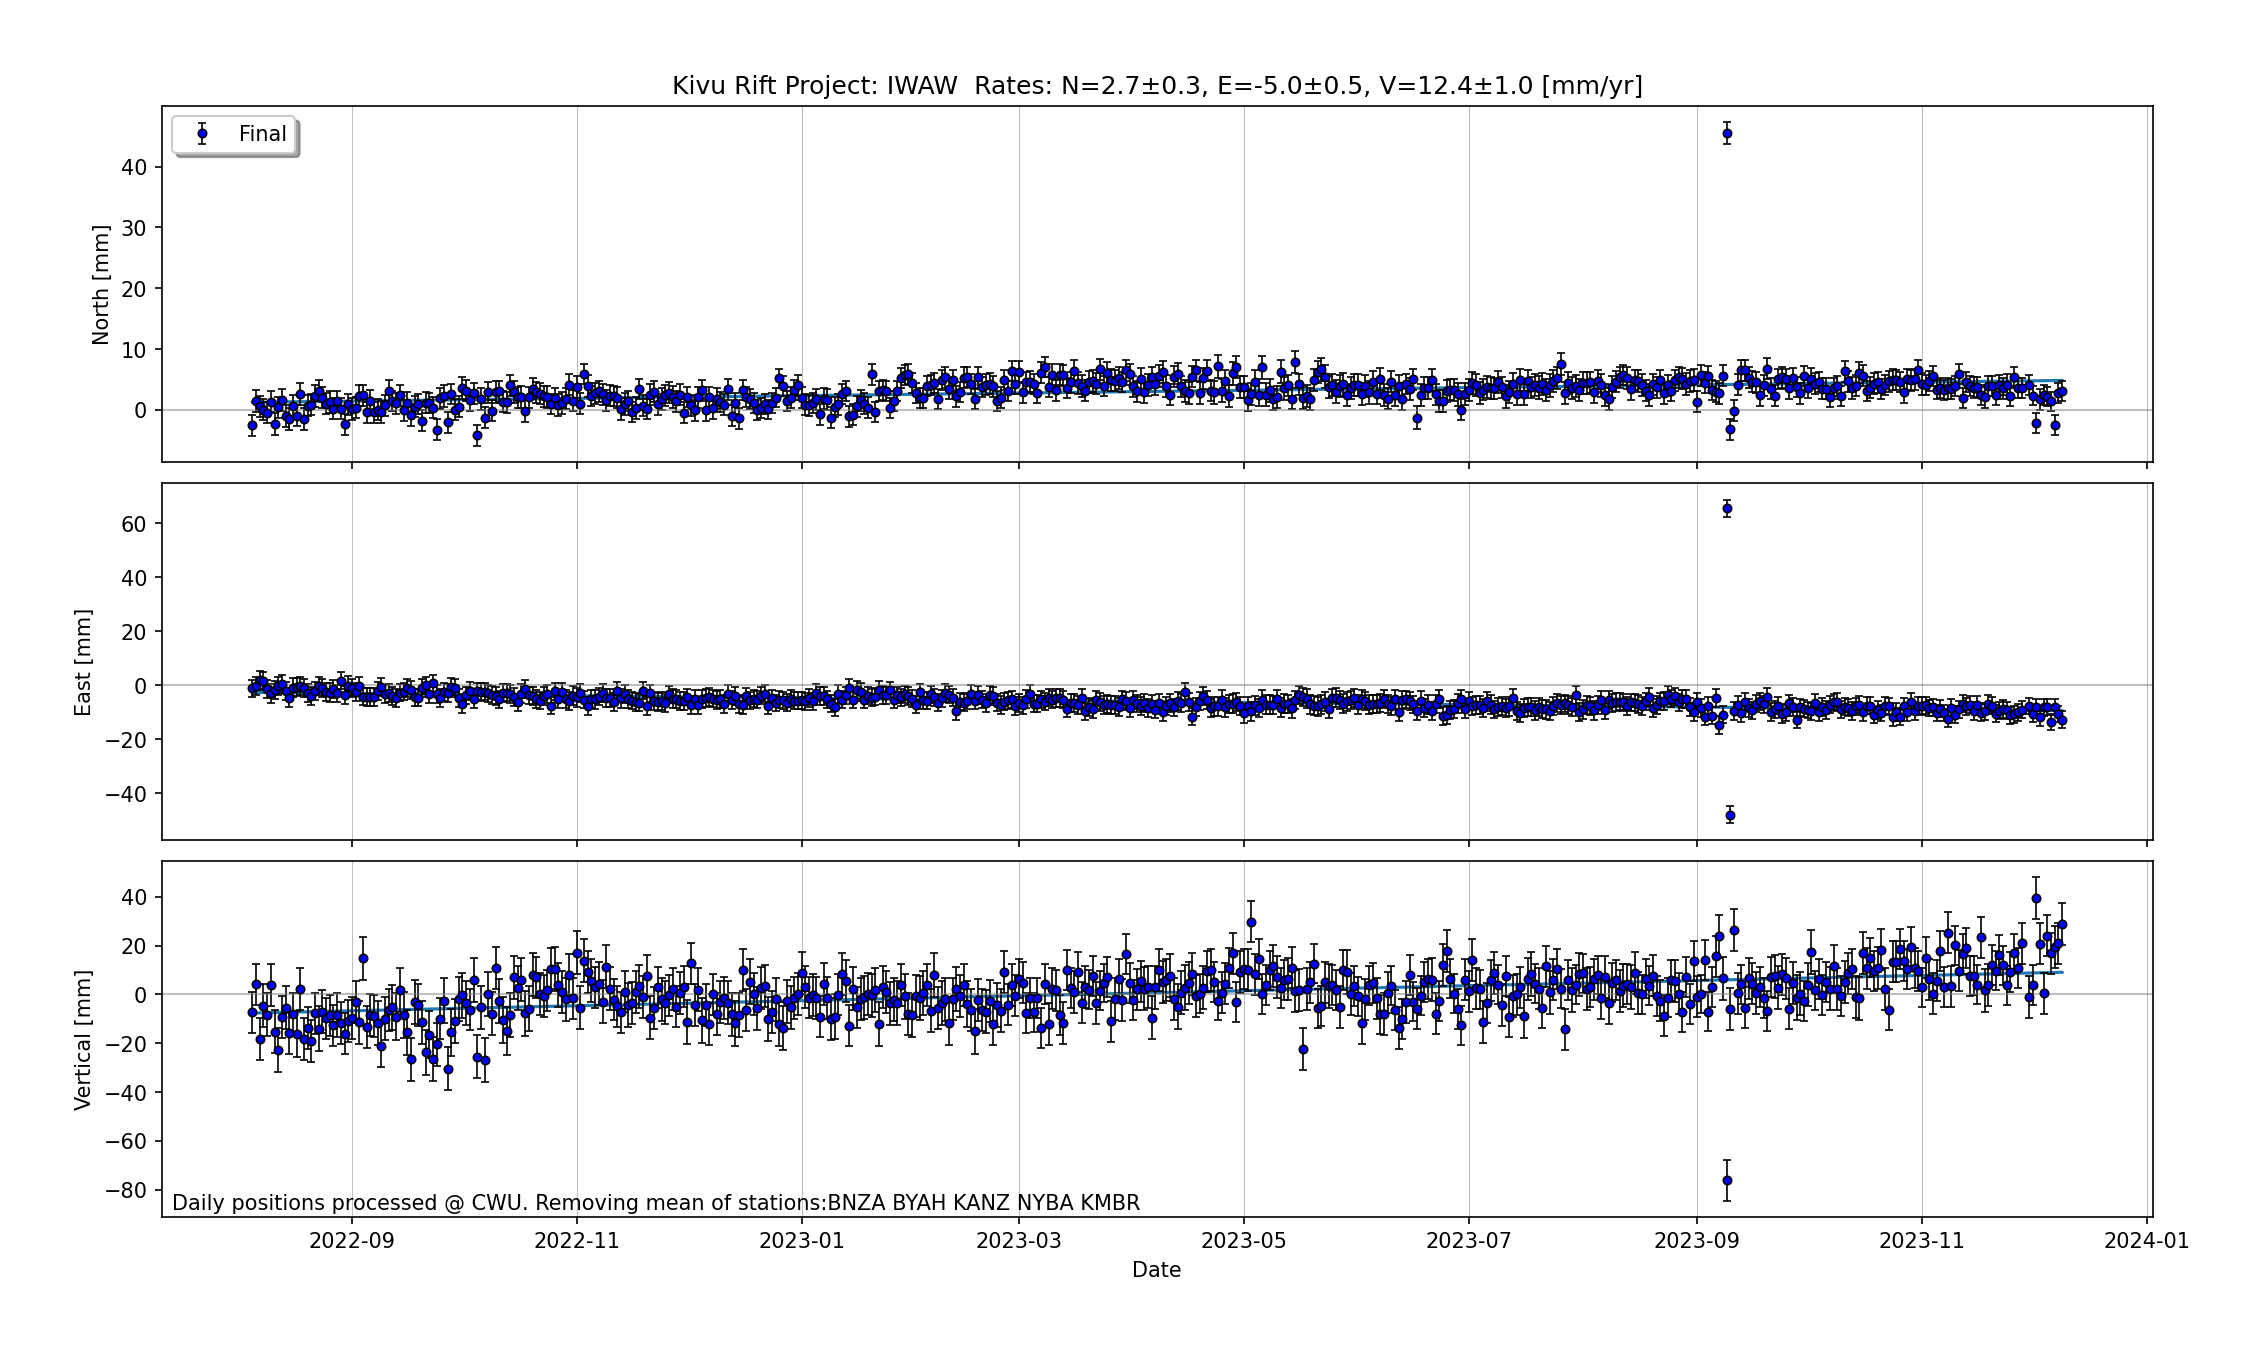 Kivu Rift Project: IWAW  Rates: N=2.7±0.3, E=-5.0±0.5, V=12.4±1.0 [mm/yr]
Final
North [mm]
40
30
20
10
0
East [mm]
60
40
20
0
−20
−40
Vertical [mm]
40
20
0
−20
−40
−60
−80
Daily positions processed @ CWU. Removing mean of stations:BNZA BYAH KANZ NYBA KMBR
2022-09 2022-11 2023-01 2023-03 2023-05 2023-07 2023-09 2023-11 2024-01
Date